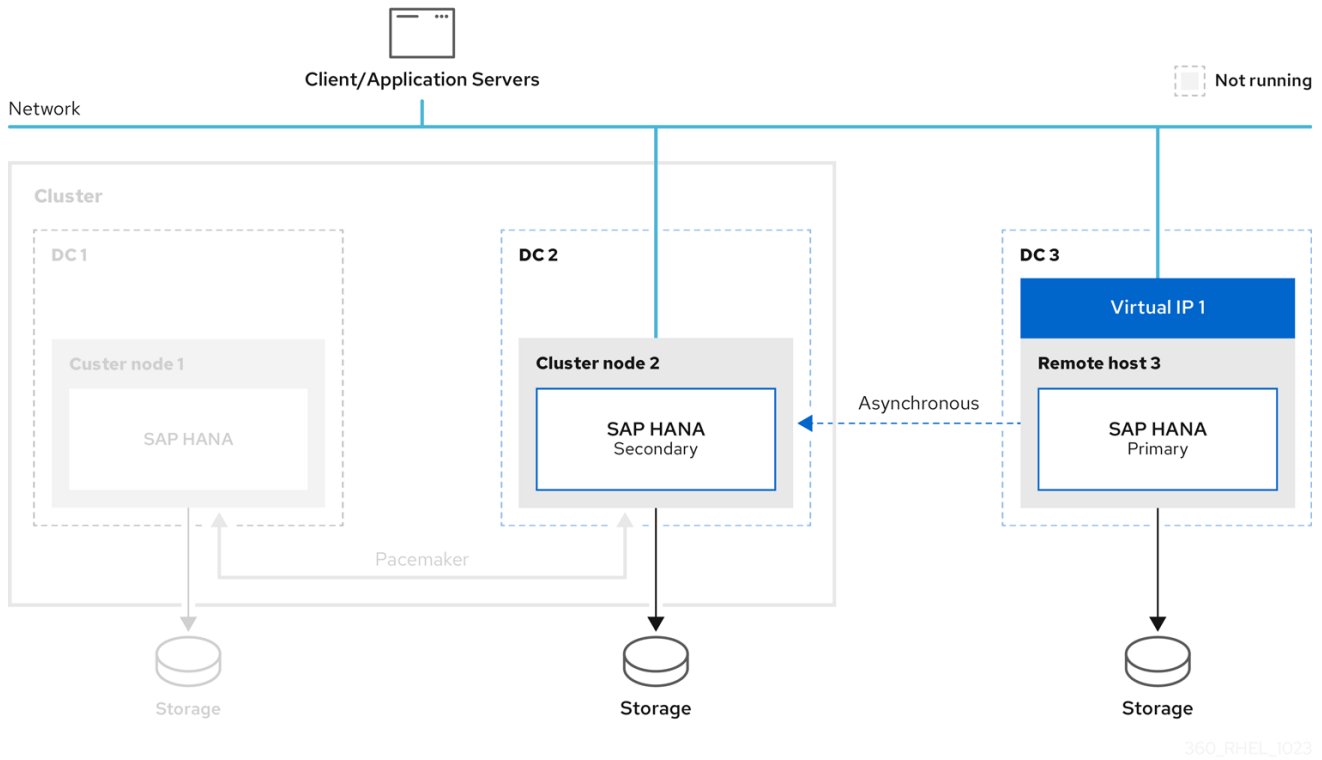 Client/Application Servers
Not running
Network
Cluster
DC 1
DC 2
DC 3
Virtual IP 1
Custer node 1
Cluster node 2
Remote host 3
Asynchronous
SAP HANA
SAP HANA
Secondary
SAP HANA
Primary
Pacemaker
Storage
Storage
Storage
360_RHEL_1023